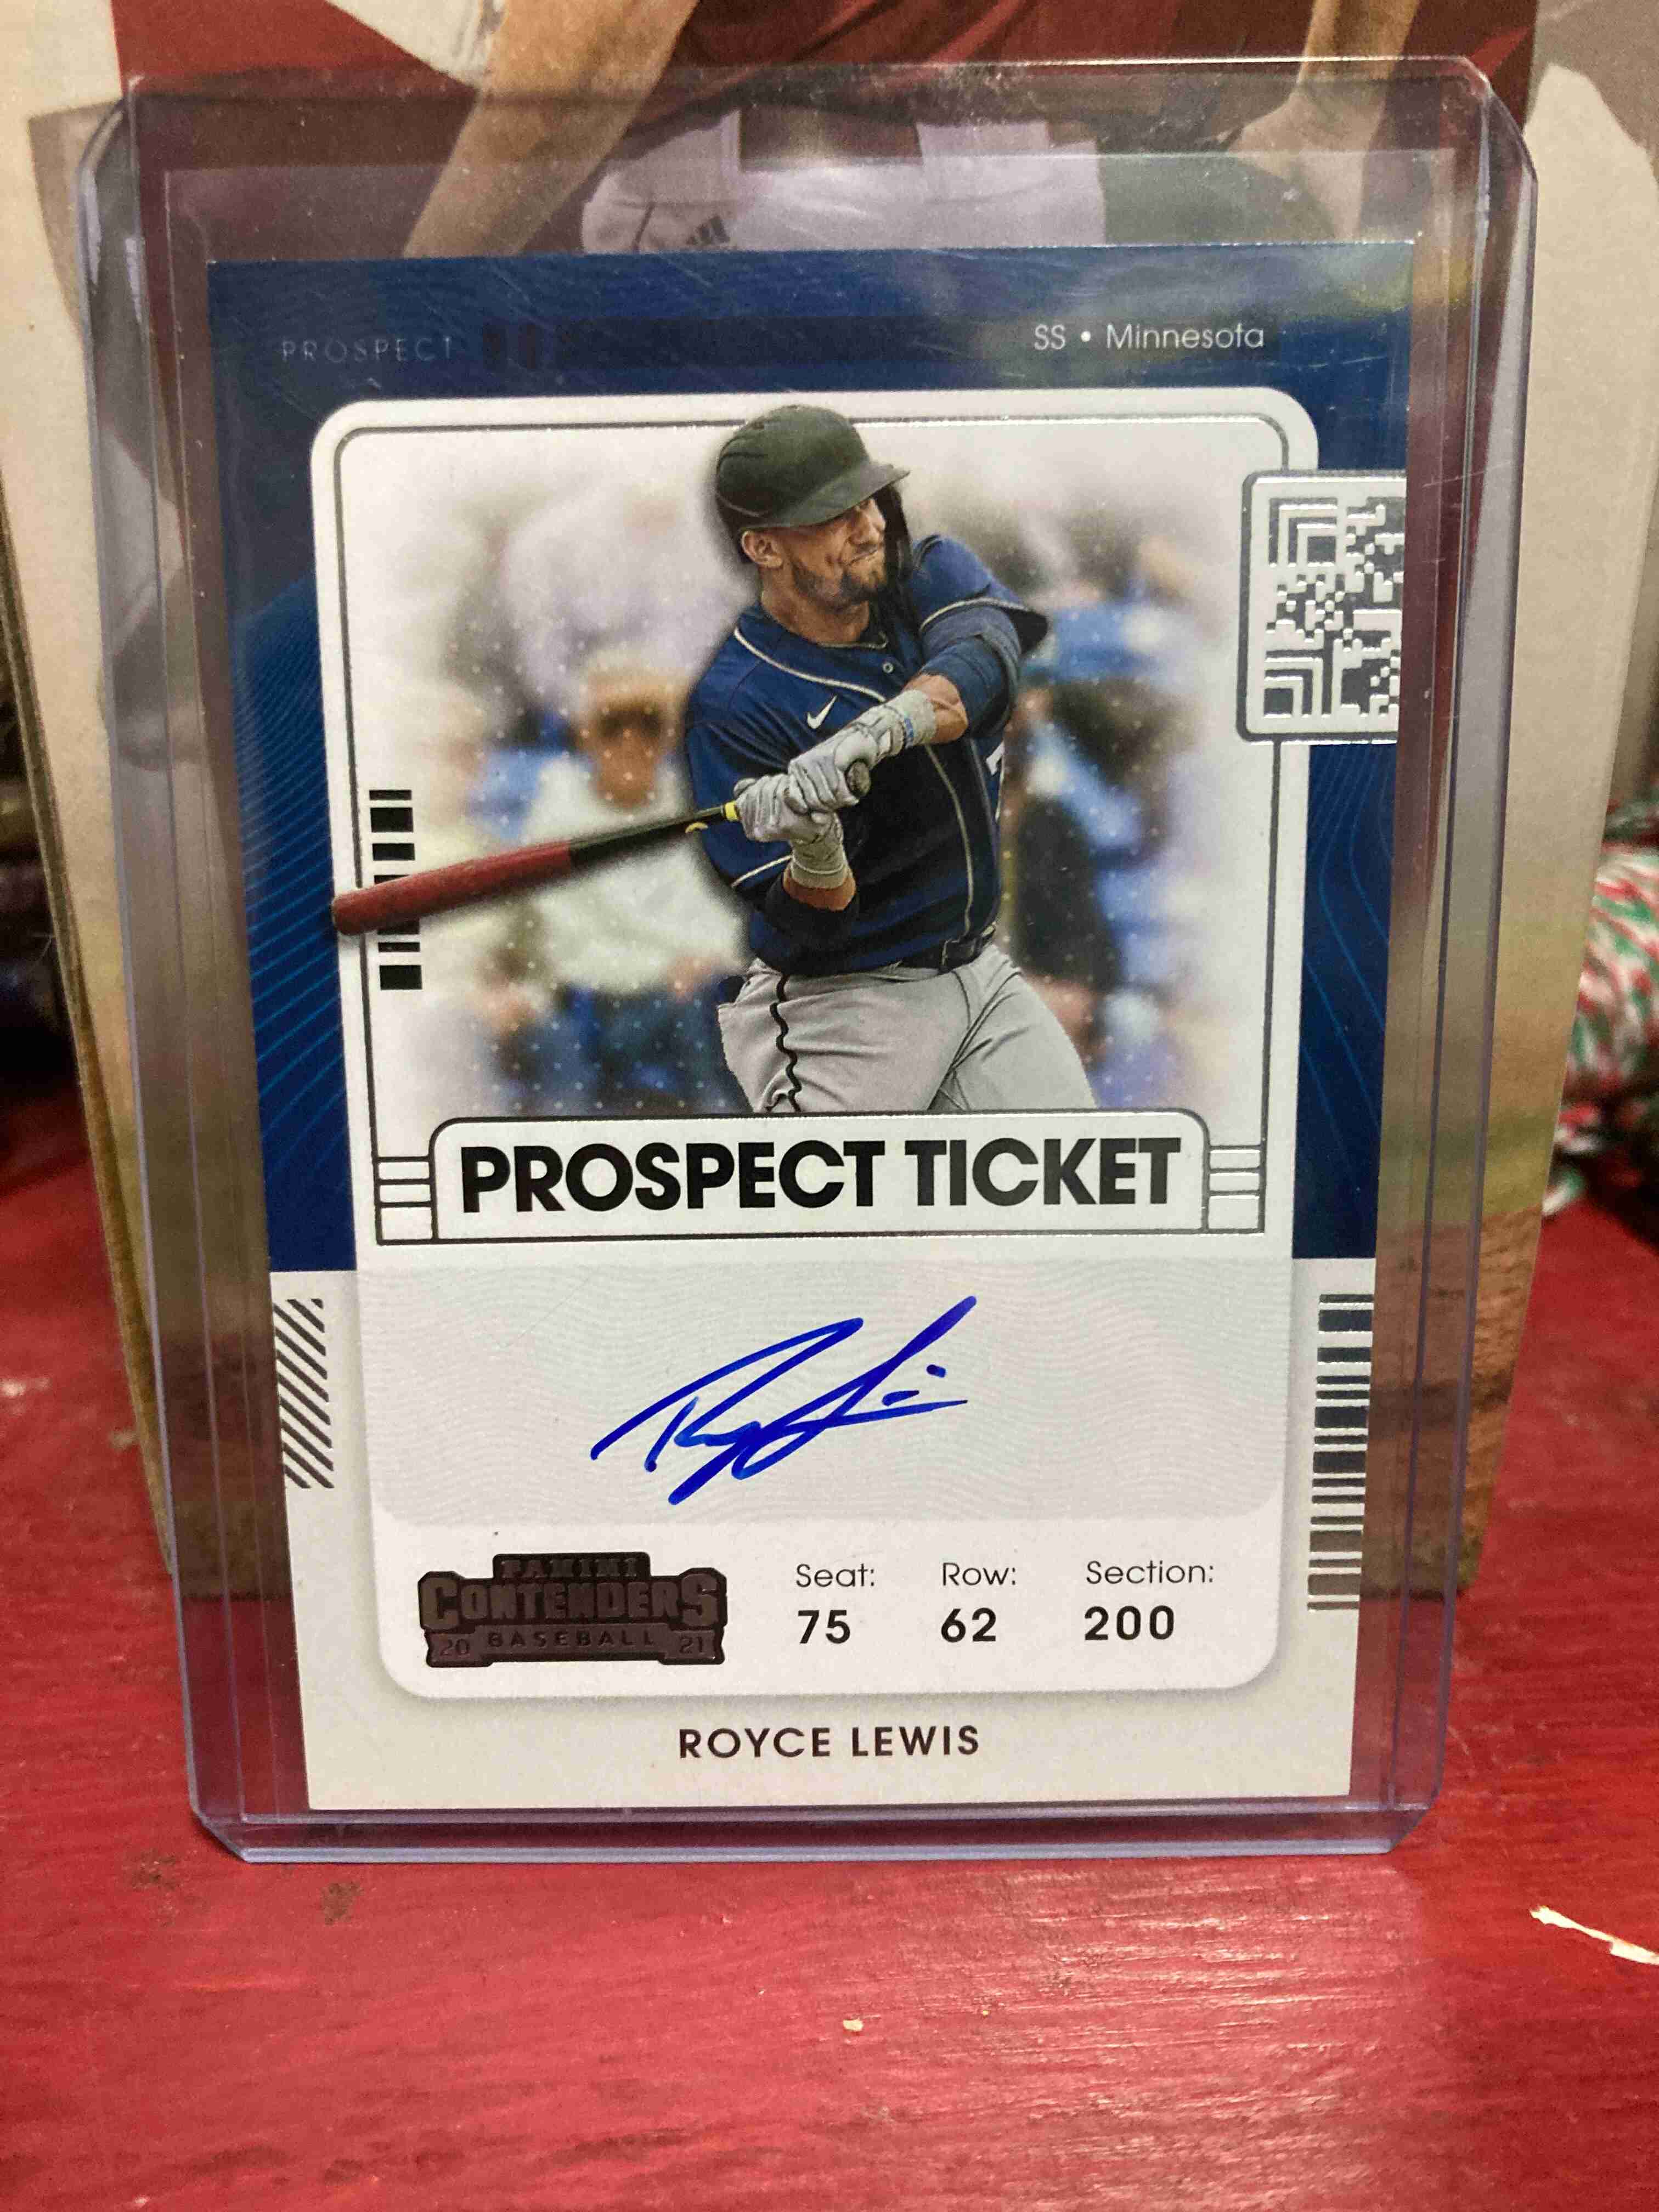 PROSPECT
SS • Minnesota
PROSPECT TICKET
PANINI
CONTENDERS
20 BASEBALL 21
Seat: Row: Section:
75 62 200
ROYCE LEWIS